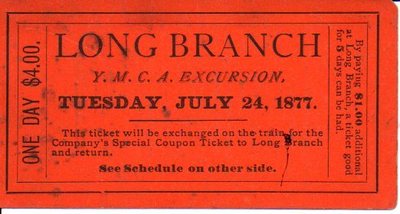 ONE DAY $4.00.
LONG BRANCH
Y. M. C. A. EXCURSION,
TUESDAY, JULY 24, 1877.
This ticket will be exchanged on the train for the
Company's Special Coupon Ticket to Long Branch
and return.
See Schedule on other side.
By paying $1.00 additional
at Long Branch, a ticket good
for 5 days can be had.